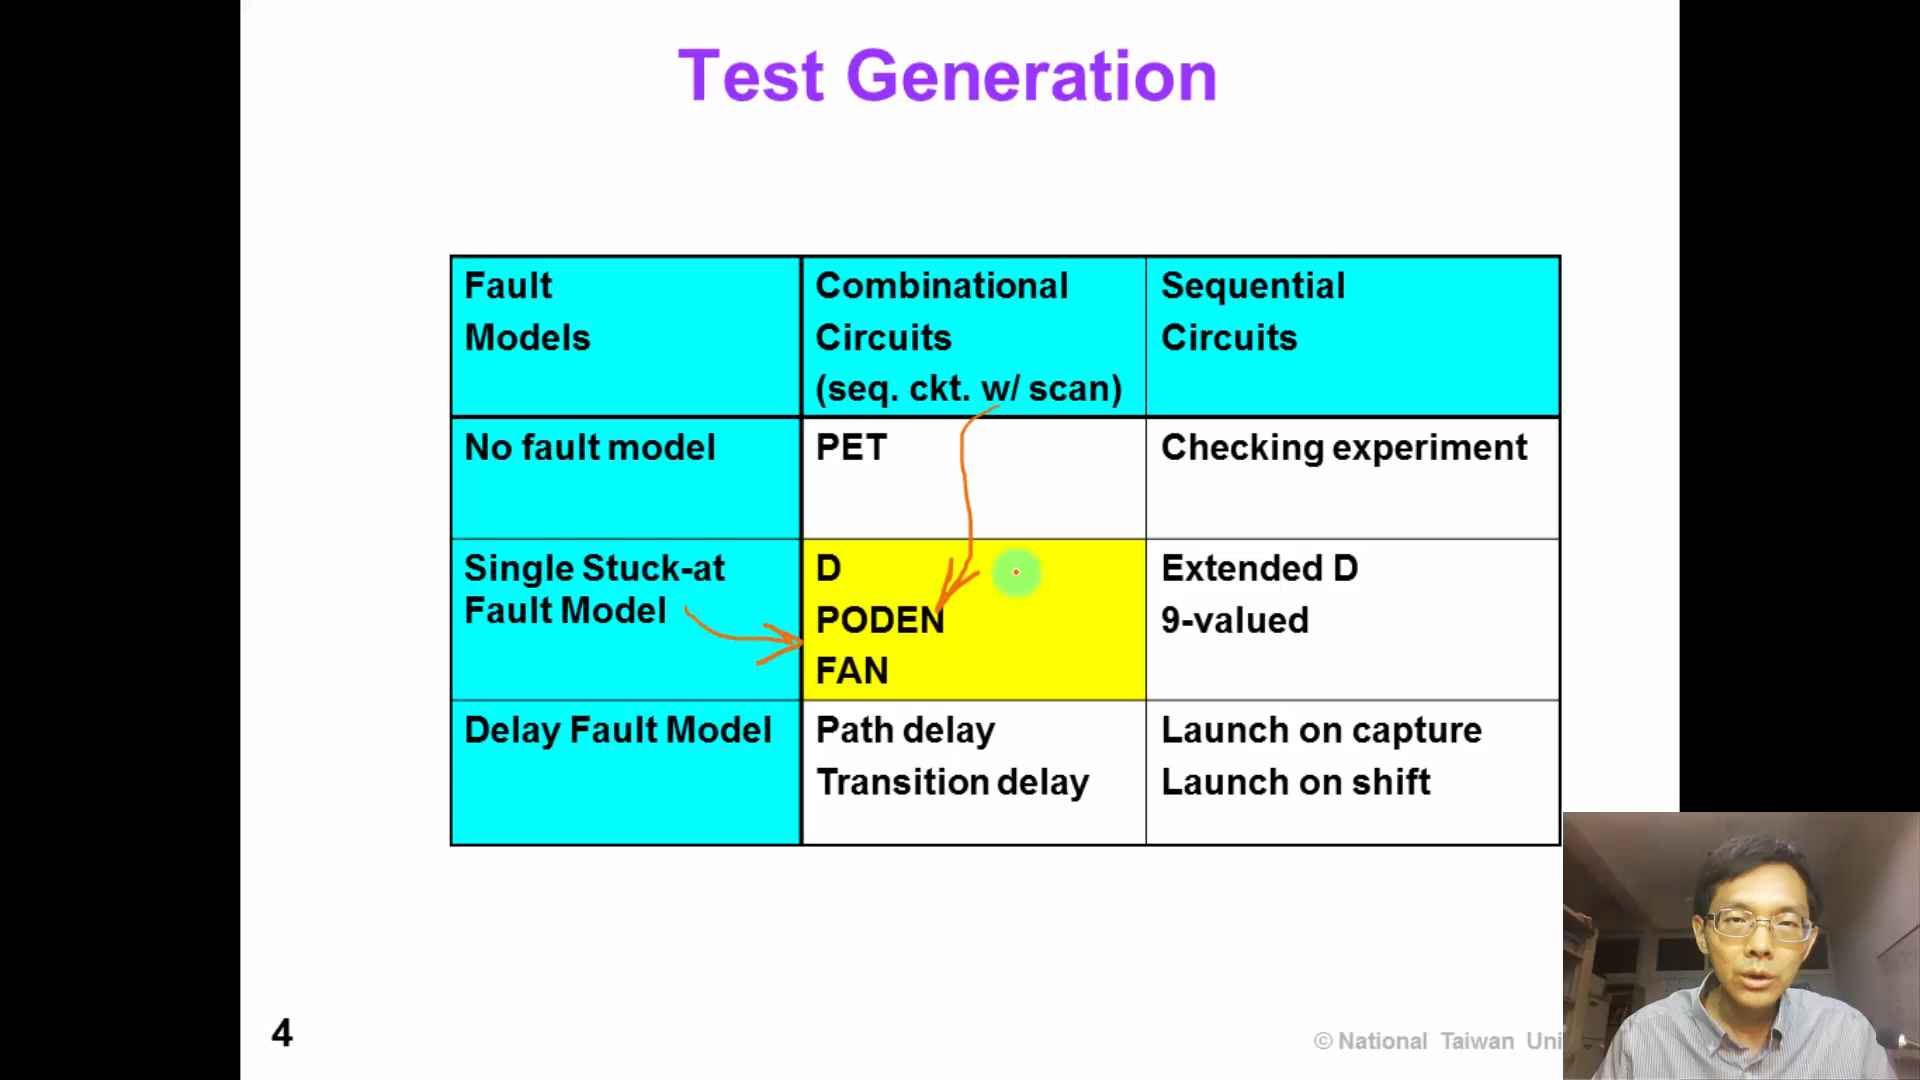 Test Generation
Fault
Models
Combinational
Circuits
(seq. ckt. w/ scan)
Sequential
Circuits
No fault model
PET
Checking experiment
Single Stuck-at
Fault Model
D
PODEN
FAN
Extended D
9-valued
Delay Fault Model
Path delay
Transition delay
Launch on capture
Launch on shift
4
© National Taiwan Uni